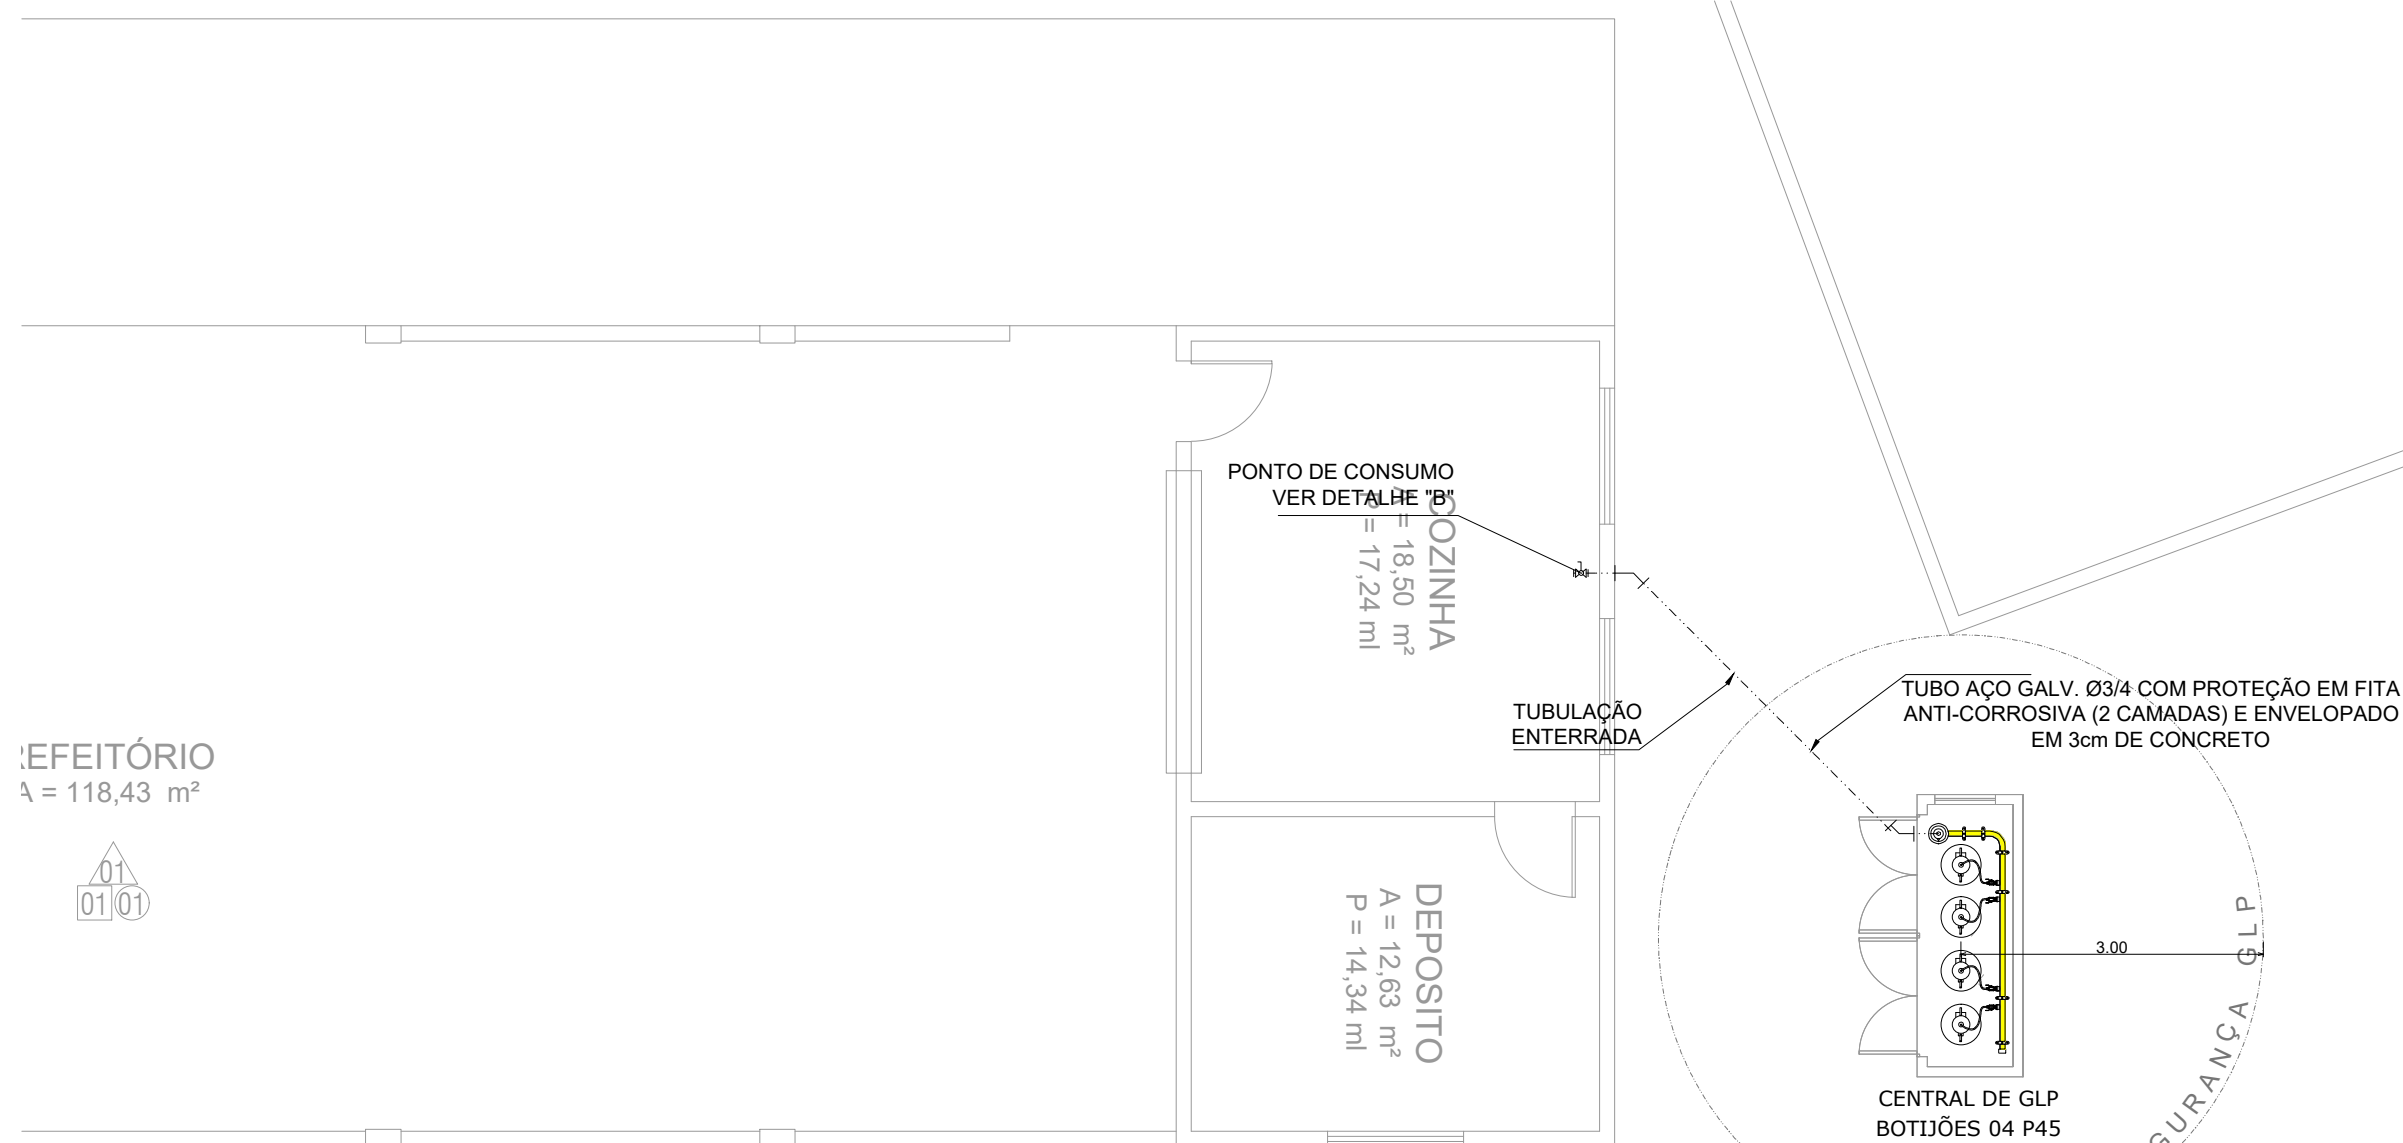 PONTO DE CONSUMO
VER DETALHE "B"
COZINHA
A = 18,50 m²
P = 17,24 ml
TUBULAÇÃO
ENTERRADA
TUBO AÇO GALV. Ø3/4 COM PROTEÇÃO EM FITA
ANTI-CORROSIVA (2 CAMADAS) E ENVELOPADO
EM 3cm DE CONCRETO
REFEITÓRIO
A = 118,43 m²
01
01 01
DEPOSITO
A = 12,63 m²
P = 14,34 ml
3.00
GURANÇA GLP
CENTRAL DE GLP
BOTIJÕES 04 P45